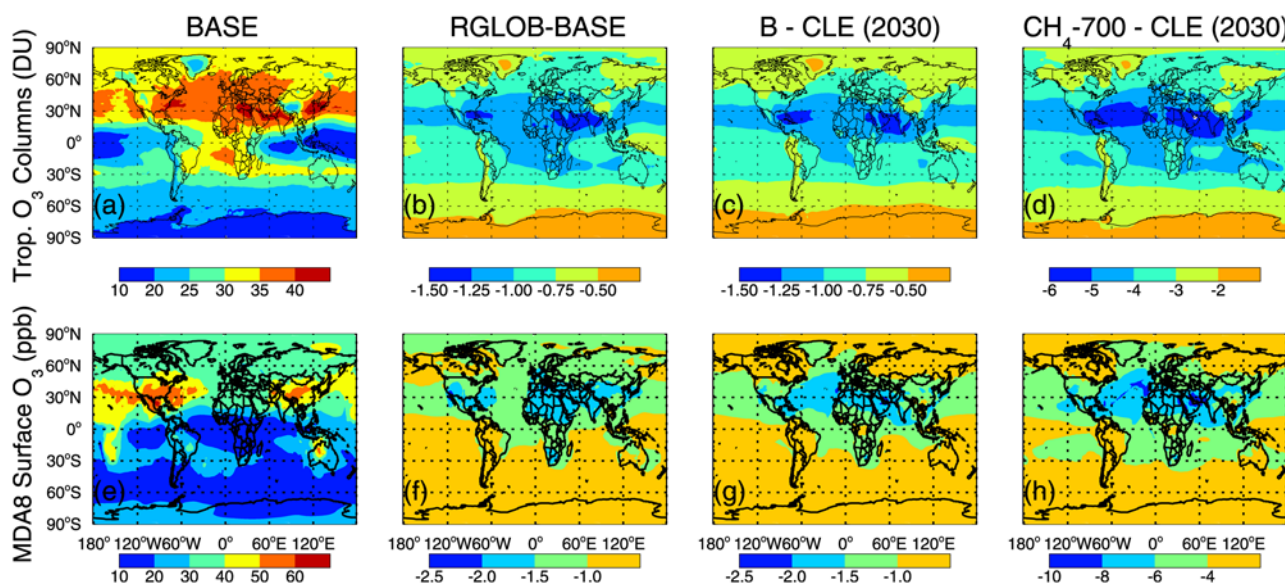 BASE RGLOB-BASE B - CLE (2030) CH4-700 - CLE (2030)
Trop. O3 Columns (DU)
90°N
60°N
30°N
0°
30°S
60°S
90°S
(a) (b) (c) (d)
10 20 25 30 35 40
-1.50 -1.25 -1.00 -0.75 -0.50
-1.50 -1.25 -1.00 -0.75 -0.50
-6 -5 -4 -3 -2
MDA8 Surface O3 (ppb)
90°N
60°N
30°N
0°
30°S
60°S
90°S
(e) (f) (g) (h)
180°120°W60°W 0° 60°E 120°E
180°120°W60°W 0° 60°E 120°E
180°120°W60°W 0° 60°E 120°E
180°120°W60°W 0° 60°E 120°E
10 20 30 40 50 60
-2.5 -2.0 -1.5 -1.0
-2.5 -2.0 -1.5 -1.0
-10 -8 -6 -4